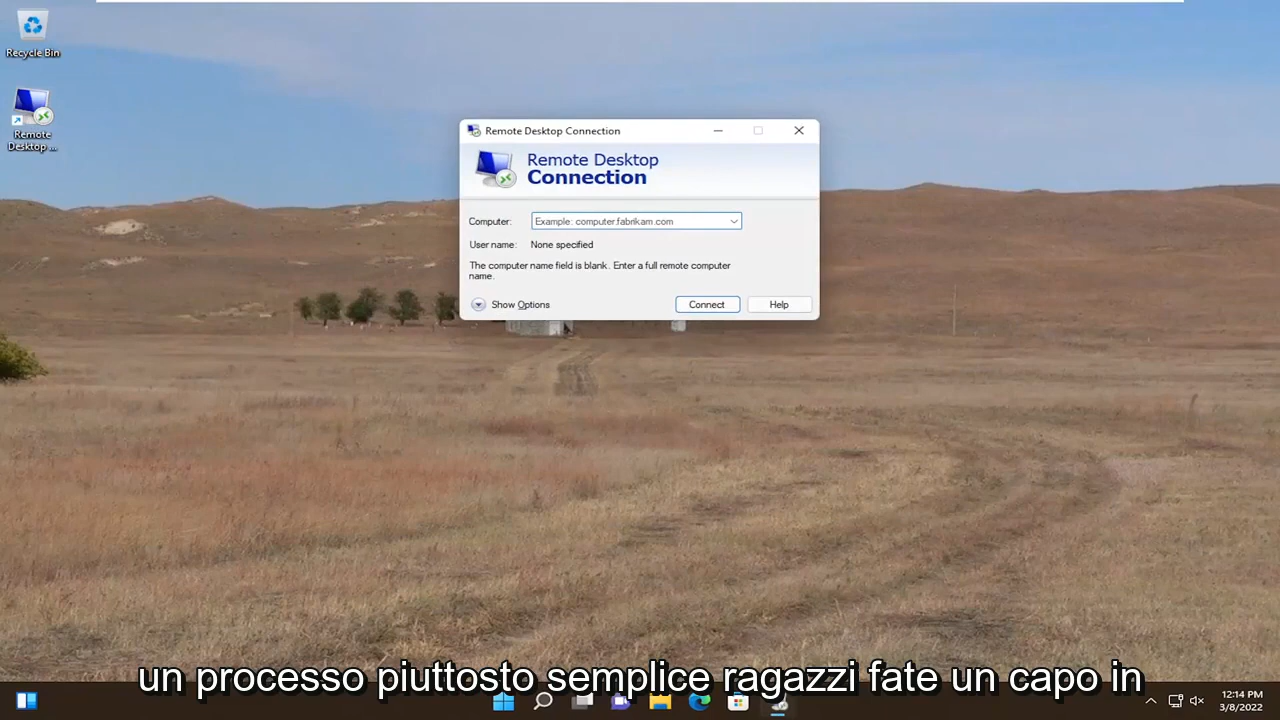 Recycle Bin
Remote
Desktop ...
Remote Desktop Connection
Remote Desktop
Connection
Computer:
Example: computer.fabrikam.com
User name:
None specified
The computer name field is blank. Enter a full remote computer
name.
Show Options
Connect
Help
un processo piuttosto semplice ragazzi fate un capo in
12:14 PM
3/8/2022